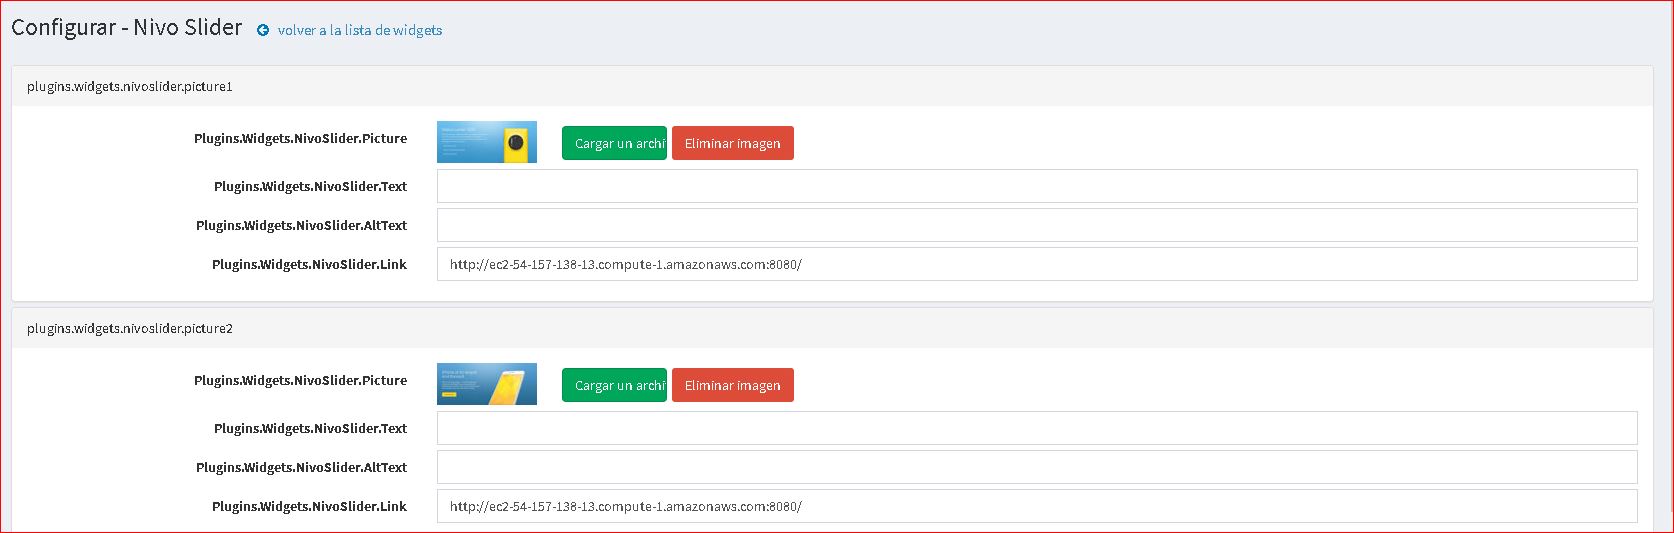 Configurar - Nivo Slider volver a la lista de widgets
plugins.widgets.nivoslider.picture1
Plugins.Widgets.NivoSlider.Picture
Cargar un archi Eliminar imagen
Plugins.Widgets.NivoSlider.Text
Plugins.Widgets.NivoSlider.AltText
Plugins.Widgets.NivoSlider.Link http://ec2-54-157-138-13.compute-1.amazonaws.com:8080/
plugins.widgets.nivoslider.picture2
Plugins.Widgets.NivoSlider.Picture
Cargar un archi Eliminar imagen
Plugins.Widgets.NivoSlider.Text
Plugins.Widgets.NivoSlider.AltText
Plugins.Widgets.NivoSlider.Link http://ec2-54-157-138-13.compute-1.amazonaws.com:8080/